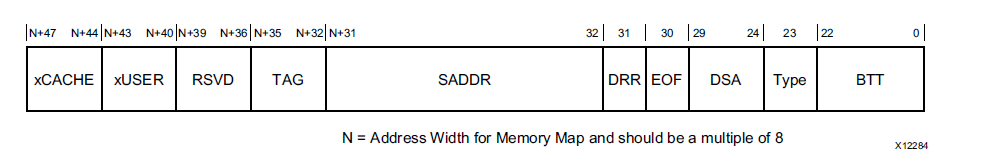 N+47 N+44 N+43 N+40 N+39 N+36 N+35 N+32 N+31 32 31 30 29 24 23 22 0
xCACHE xUSER RSVD TAG SADDR DRR EOF DSA Type BTT
N = Address Width for Memory Map and should be a multiple of 8
X12284